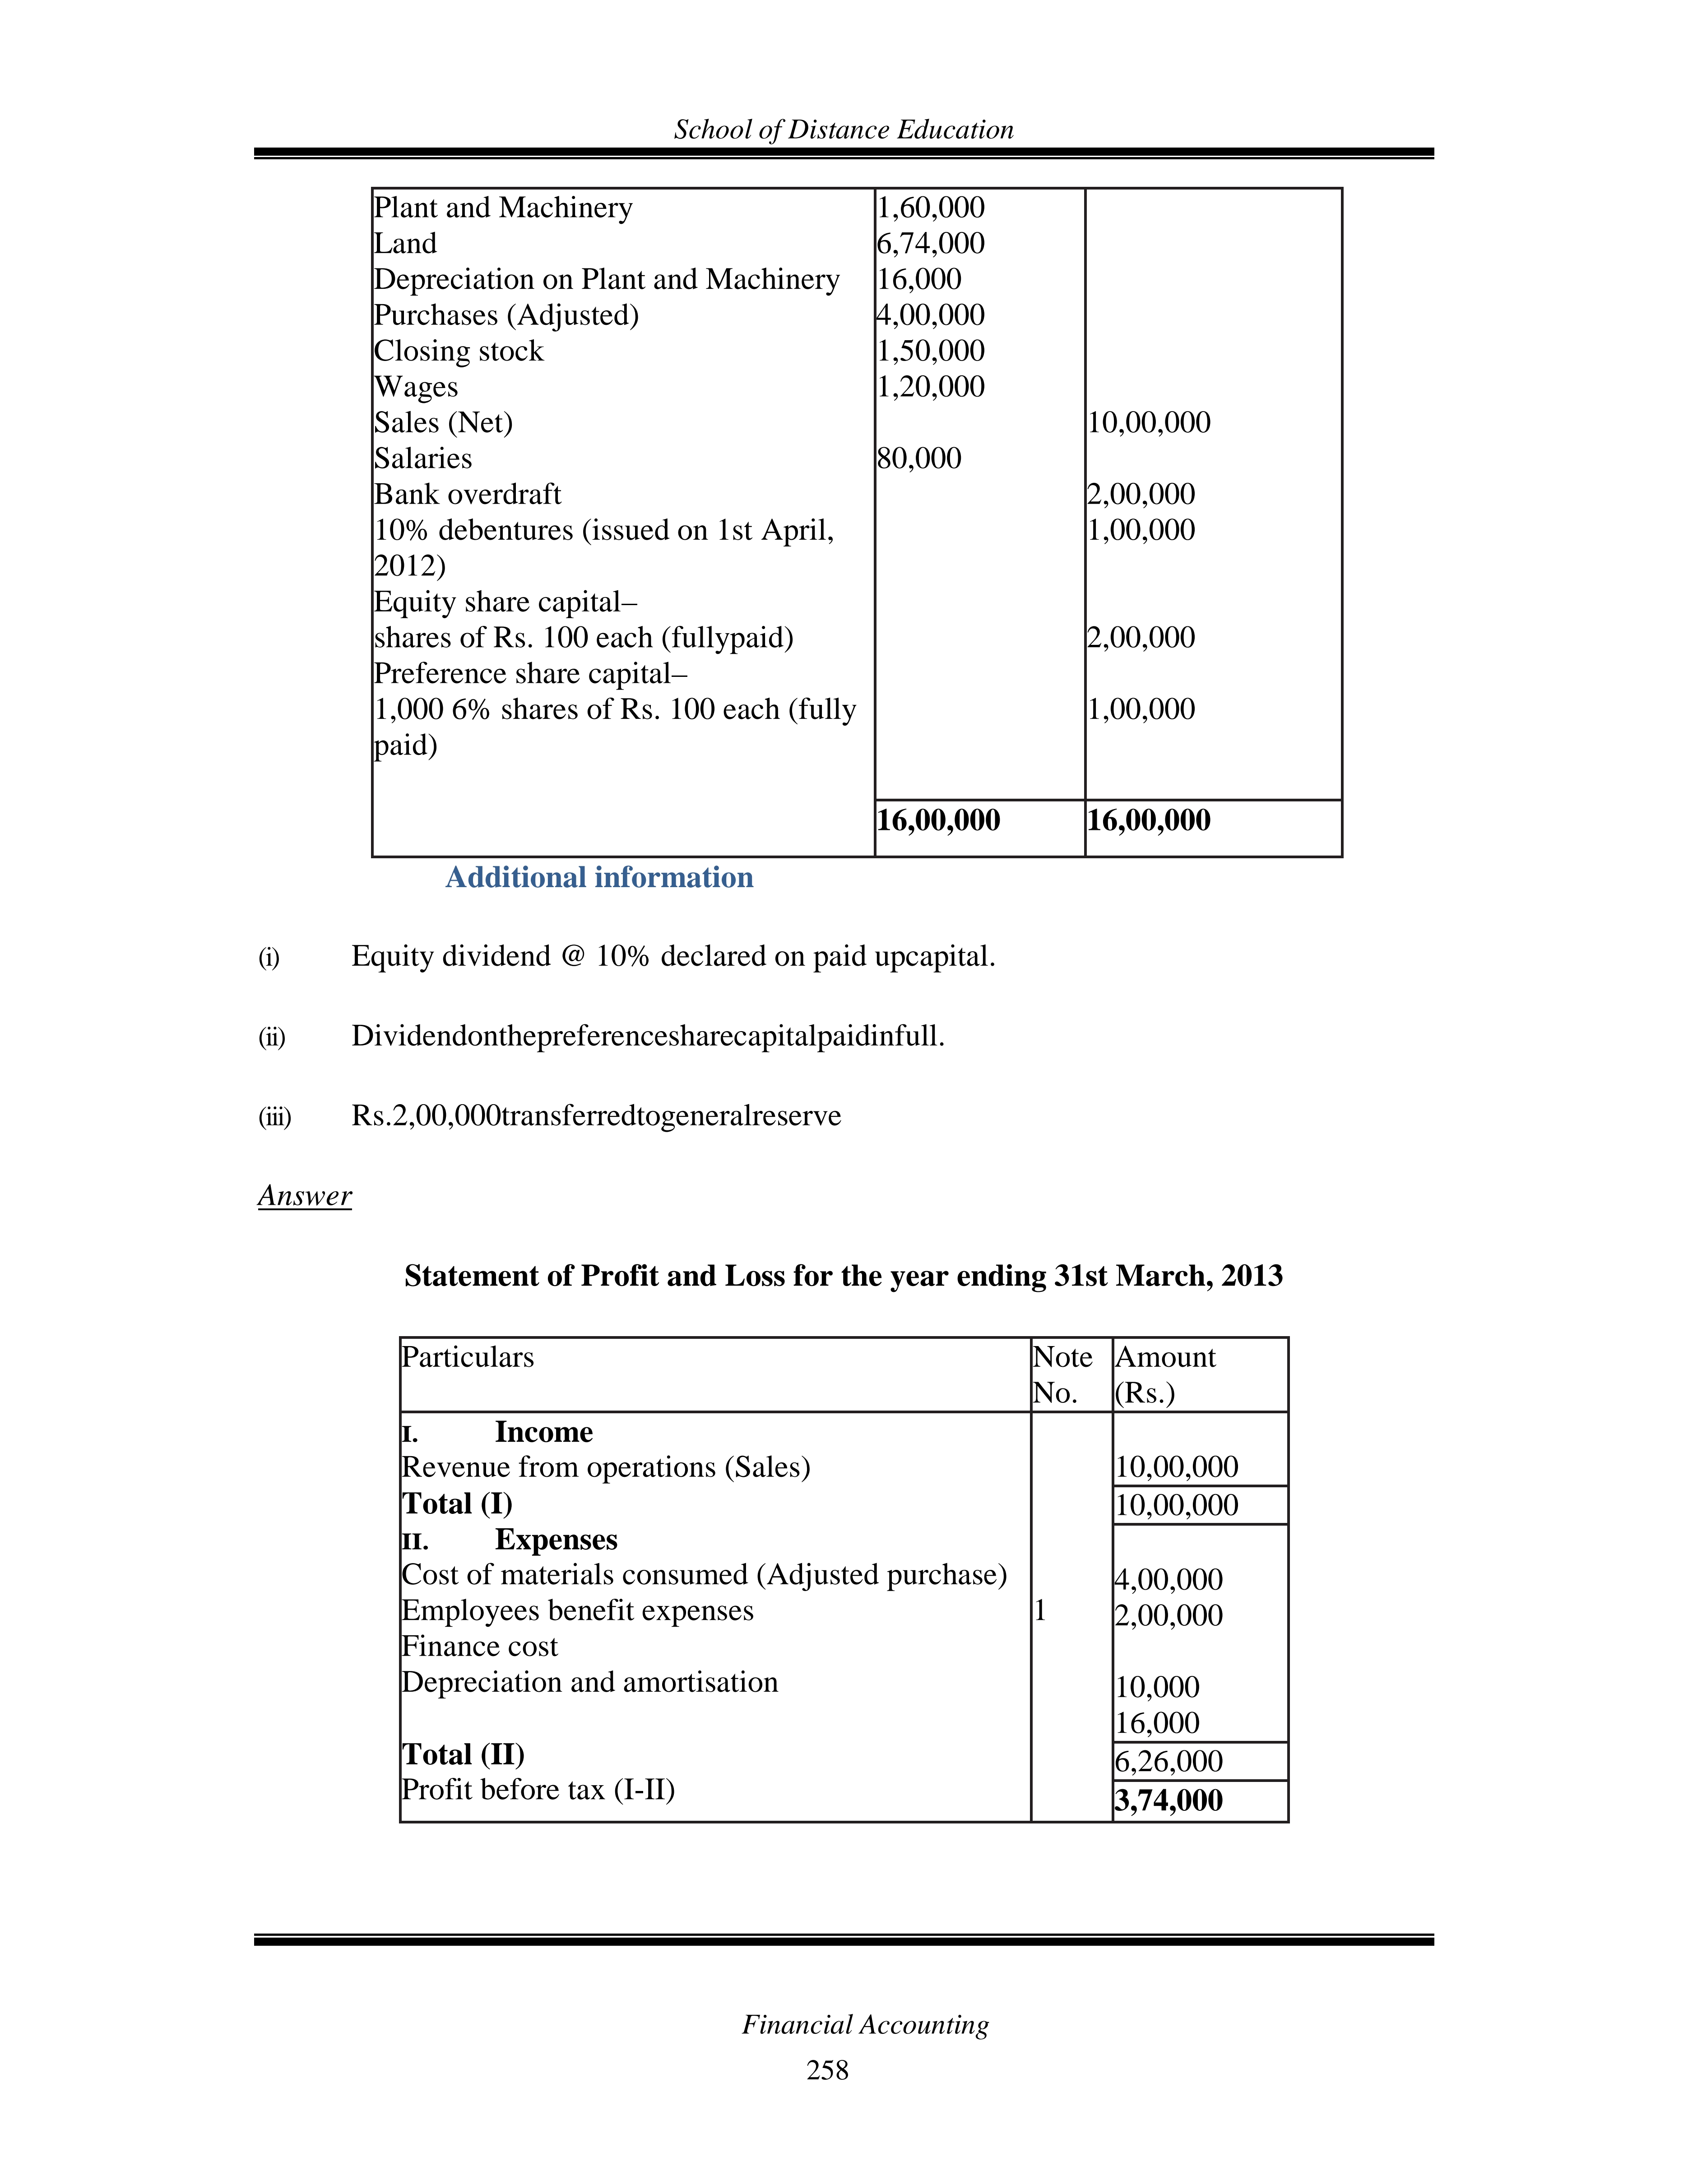 School of Distance Education
Plant and Machinery 1,60,000
Land 6,74,000
Depreciation on Plant and Machinery 16,000
Purchases (Adjusted) 4,00,000
Closing stock 1,50,000
Wages 1,20,000
Sales (Net) 10,00,000
Salaries 80,000
Bank overdraft 2,00,000
10% debentures (issued on 1st April, 1,00,000
2012)
Equity share capital–
shares of Rs. 100 each (fullypaid) 2,00,000
Preference share capital–
1,000 6% shares of Rs. 100 each (fully 1,00,000
paid)
16,00,000 16,00,000
Additional information
(i) Equity dividend @ 10% declared on paid upcapital.
(ii) Dividendonthepreferencesharecapitalpaidinfull.
(iii) Rs.2,00,000transferredtogeneralreserve
Answer
Statement of Profit and Loss for the year ending 31st March, 2013
Particulars Note Amount
No. (Rs.)
I. Income
Revenue from operations (Sales) 10,00,000
Total (I) 10,00,000
II. Expenses
Cost of materials consumed (Adjusted purchase) 4,00,000
Employees benefit expenses 1 2,00,000
Finance cost
Depreciation and amortisation 10,000
16,000
Total (II) 6,26,000
Profit before tax (I-II) 3,74,000
Financial Accounting
258